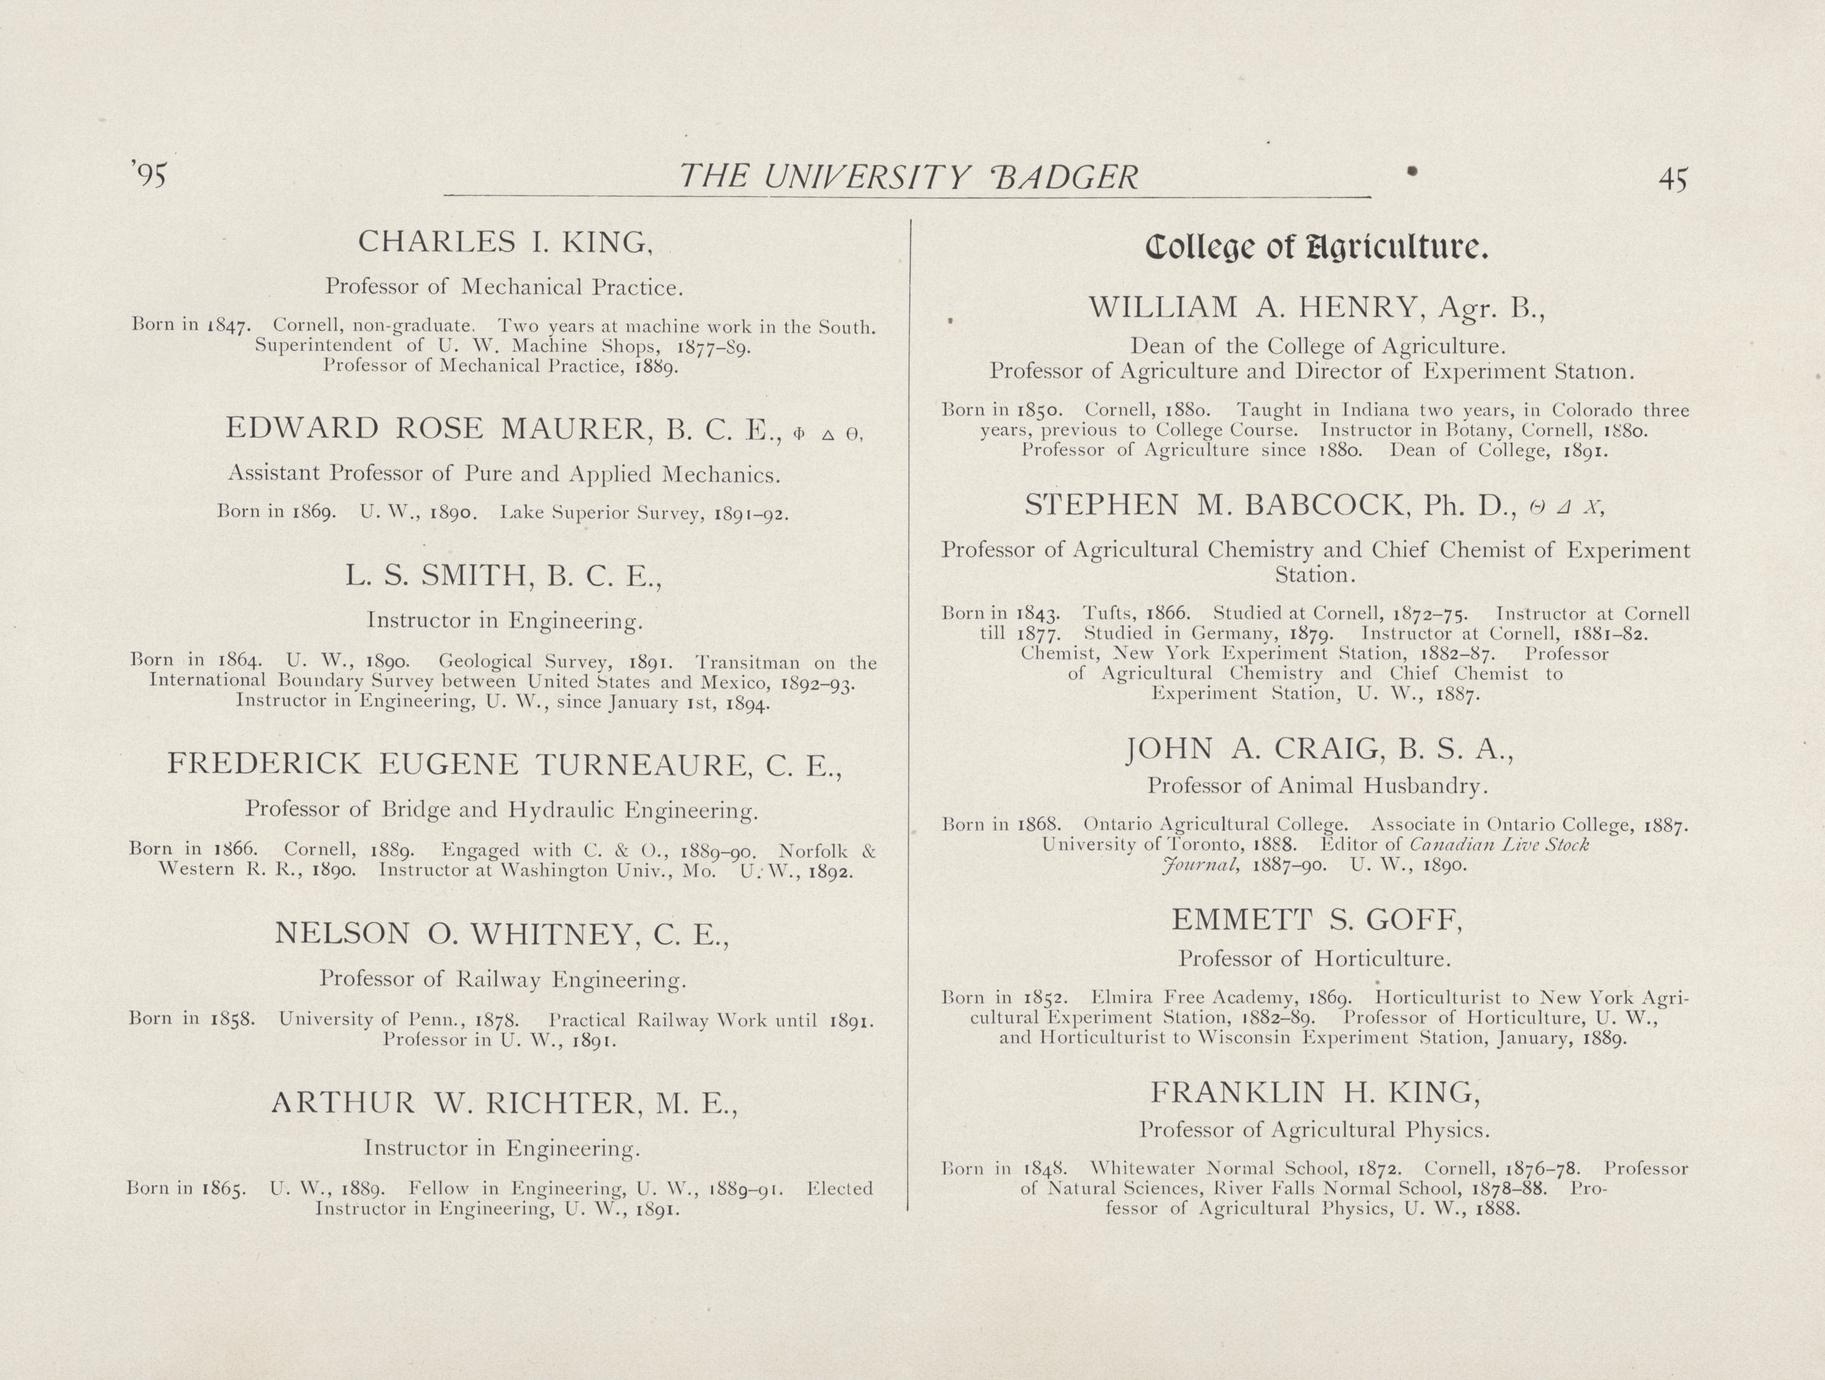 '95
THE UNIVERSITY BADGER
45
CHARLES I. KING,
Professor of Mechanical Practice.
Born in 1847. Cornell, non-graduate. Two years at machine work in the South.
Superintendent of U. W. Machine Shops, 1877–89.
Professor of Mechanical Practice, 1889.
EDWARD ROSE MAURER, B. C. E., Φ Δ Θ,
Assistant Professor of Pure and Applied Mechanics.
Born in 1869. U. W., 1890. Lake Superior Survey, 1891–92.
L. S. SMITH, B. C. E.,
Instructor in Engineering.
Born in 1864. U. W., 1890. Geological Survey, 1891. Transitman on the
International Boundary Survey between United States and Mexico, 1892–93.
Instructor in Engineering, U. W., since January 1st, 1894.
FREDERICK EUGENE TURNEAURE, C. E.,
Professor of Bridge and Hydraulic Engineering.
Born in 1866. Cornell, 1889. Engaged with C. & O., 1889–90. Norfolk &
Western R. R., 1890. Instructor at Washington Univ., Mo. U. W., 1892.
NELSON O. WHITNEY, C. E.,
Professor of Railway Engineering.
Born in 1858. University of Penn., 1878. Practical Railway Work until 1891.
Professor in U. W., 1891.
ARTHUR W. RICHTER, M. E.,
Instructor in Engineering.
Born in 1865. U. W., 1889. Fellow in Engineering, U. W., 1889–91. Elected
Instructor in Engineering, U. W., 1891.
College of Agriculture.
WILLIAM A. HENRY, Agr. B.,
Dean of the College of Agriculture.
Professor of Agriculture and Director of Experiment Station.
Born in 1850. Cornell, 1880. Taught in Indiana two years, in Colorado three
years, previous to College Course. Instructor in Botany, Cornell, 1880.
Professor of Agriculture since 1880. Dean of College, 1891.
STEPHEN M. BABCOCK, Ph. D., Θ Δ Χ,
Professor of Agricultural Chemistry and Chief Chemist of Experiment
Station.
Born in 1843. Tufts, 1866. Studied at Cornell, 1872–75. Instructor at Cornell
till 1877. Studied in Germany, 1879. Instructor at Cornell, 1881–82.
Chemist, New York Experiment Station, 1882–87. Professor
of Agricultural Chemistry and Chief Chemist to
Experiment Station, U. W., 1887.
JOHN A. CRAIG, B. S. A.,
Professor of Animal Husbandry.
Born in 1868. Ontario Agricultural College. Associate in Ontario College, 1887.
University of Toronto, 1888. Editor of Canadian Live Stock
Journal, 1887–90. U. W., 1890.
EMMETT S. GOFF,
Professor of Horticulture.
Born in 1852. Elmira Free Academy, 1869. Horticulturist to New York Agri-
cultural Experiment Station, 1882–89. Professor of Horticulture, U. W.,
and Horticulturist to Wisconsin Experiment Station, January, 1889.
FRANKLIN H. KING,
Professor of Agricultural Physics.
Born in 1848. Whitewater Normal School, 1872. Cornell, 1876–78. Professor
of Natural Sciences, River Falls Normal School, 1878–88. Pro-
fessor of Agricultural Physics, U. W., 1888.